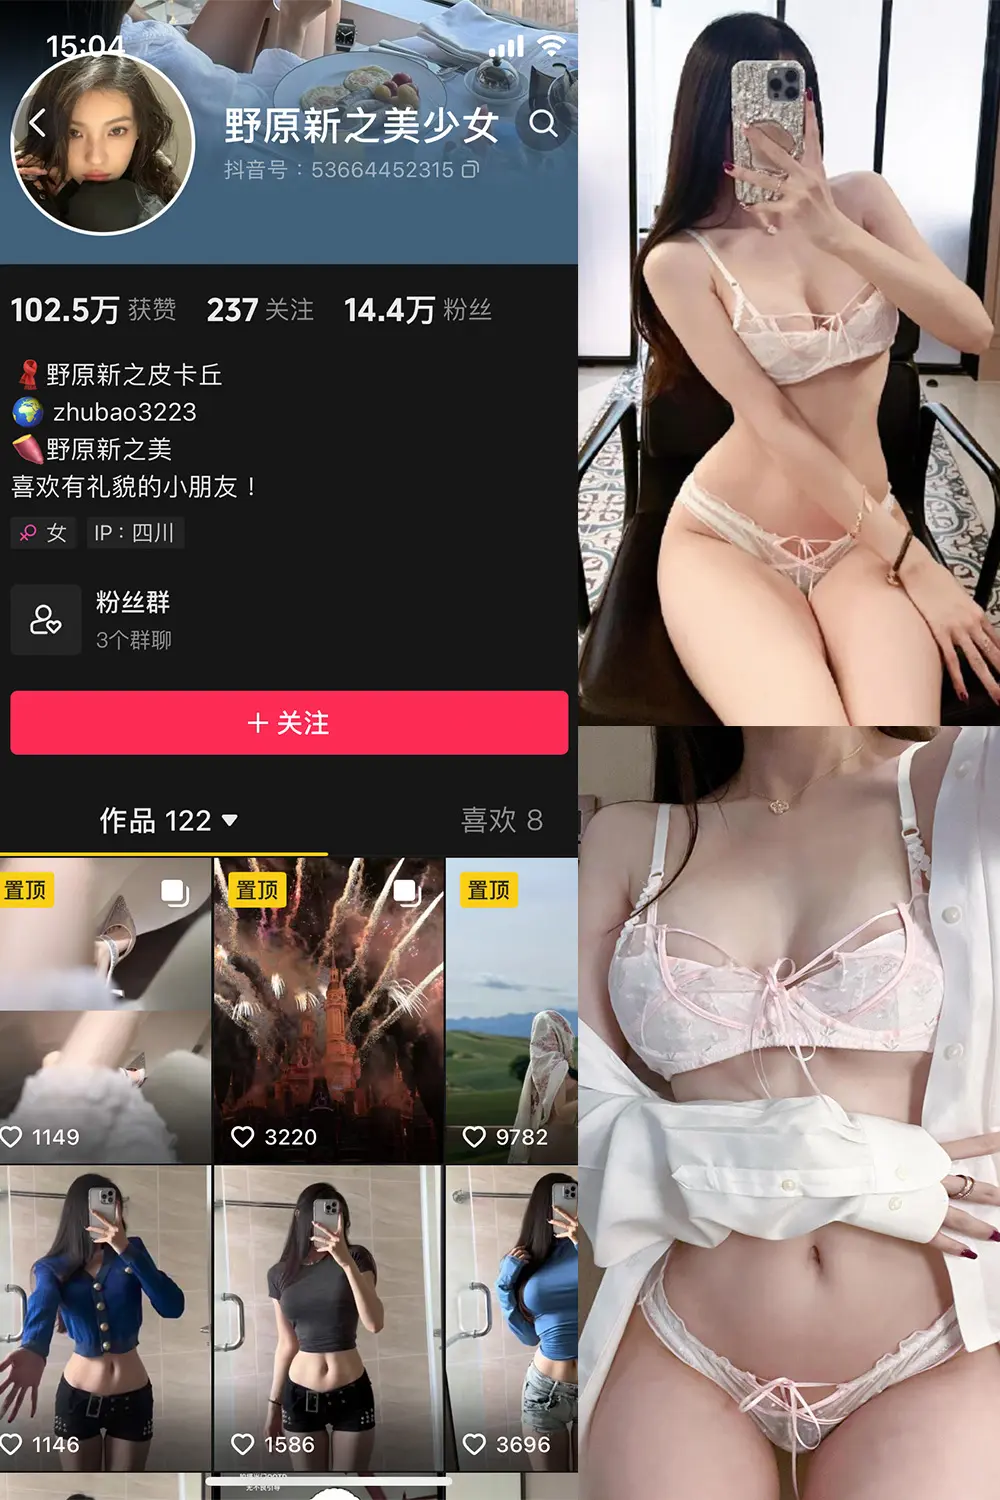 15:04
野原新之美少女
抖音号：53664452315
102.5万 获赞 237 关注 14.4万 粉丝
野原新之皮卡丘
zhubao3223
野原新之美
喜欢有礼貌的小朋友！
女 IP：四川
粉丝群
3个群聊
＋关注
作品 122 喜欢 8
置顶 置顶 置顶
1149 3220 9782
1146 1586 3696